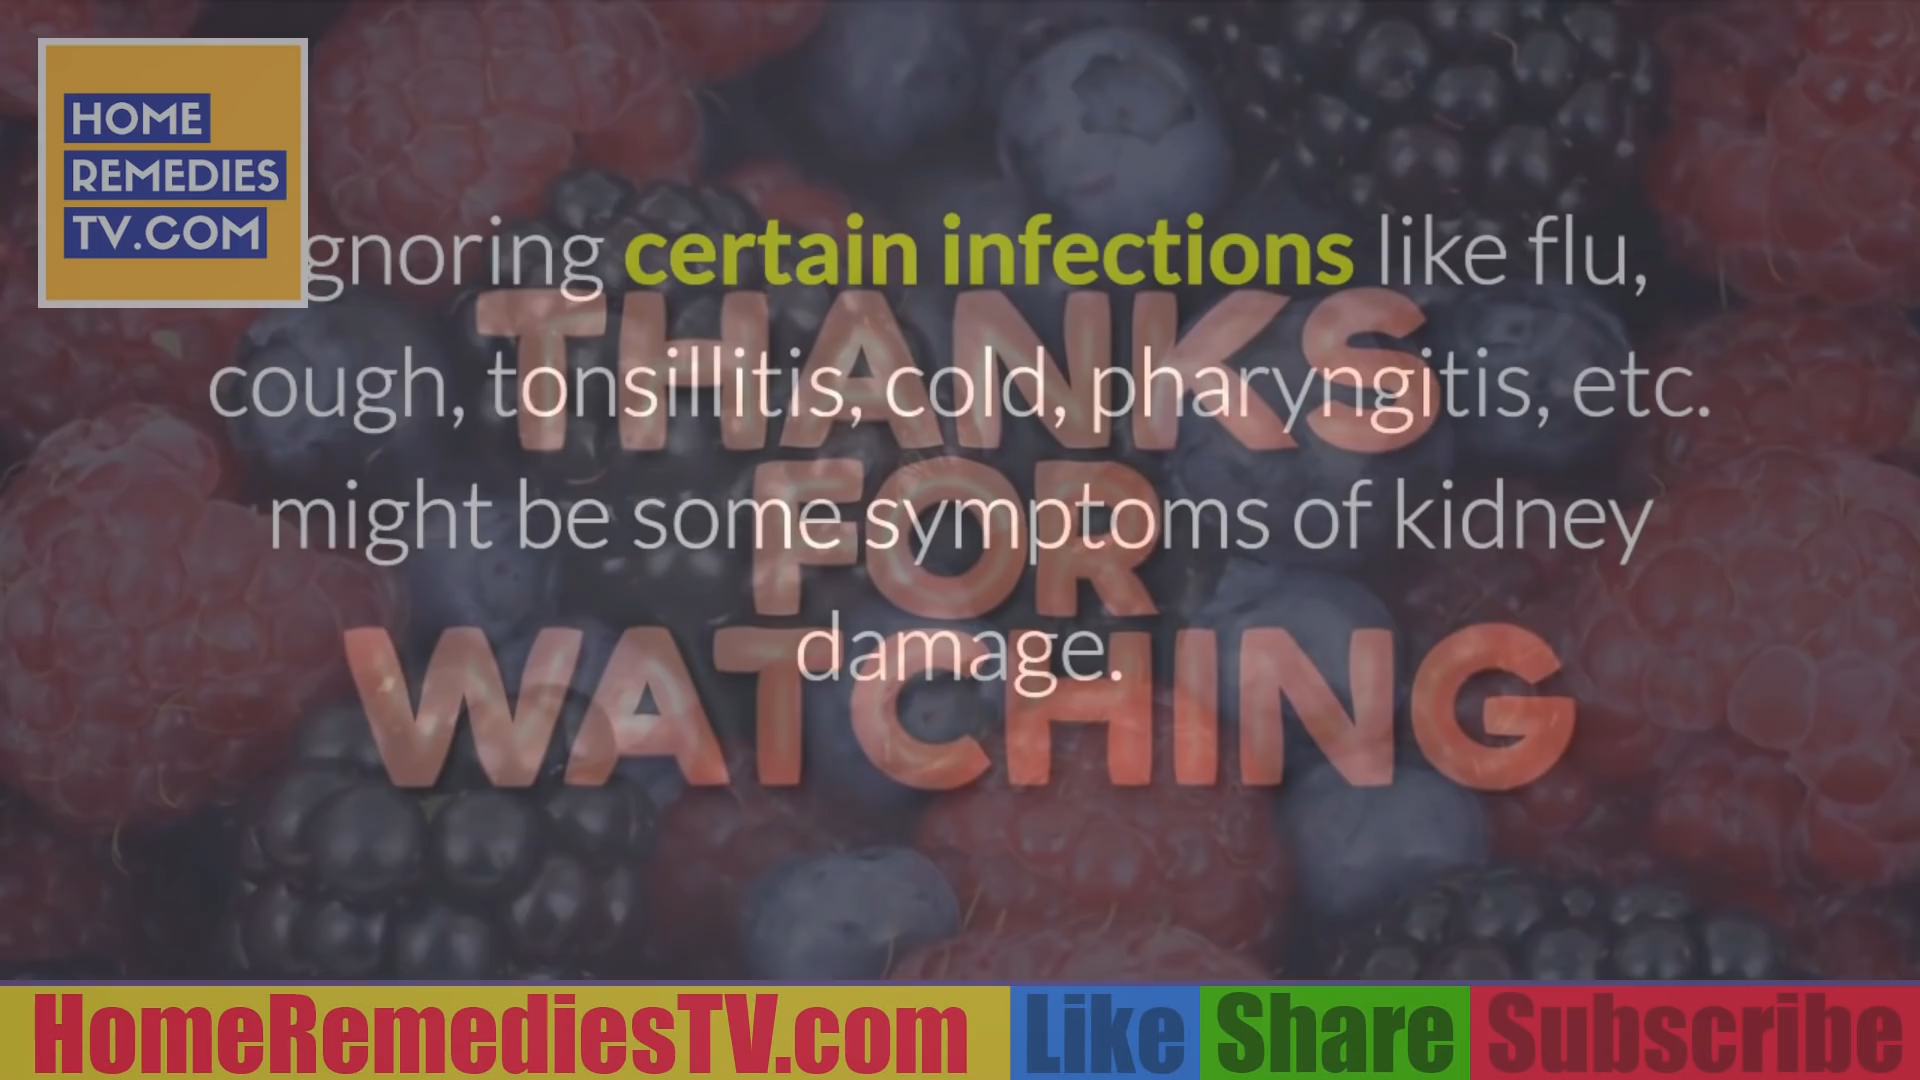 HOME
REMEDIES
TV.COM
gnoring certain infections like flu,
cough, tonsillitis, cold, pharyngitis, etc.
might be some symptoms of kidney
damage.
THANKS
FOR
WATCHING
HomeRemediesTV.com
Like
Share
Subscribe